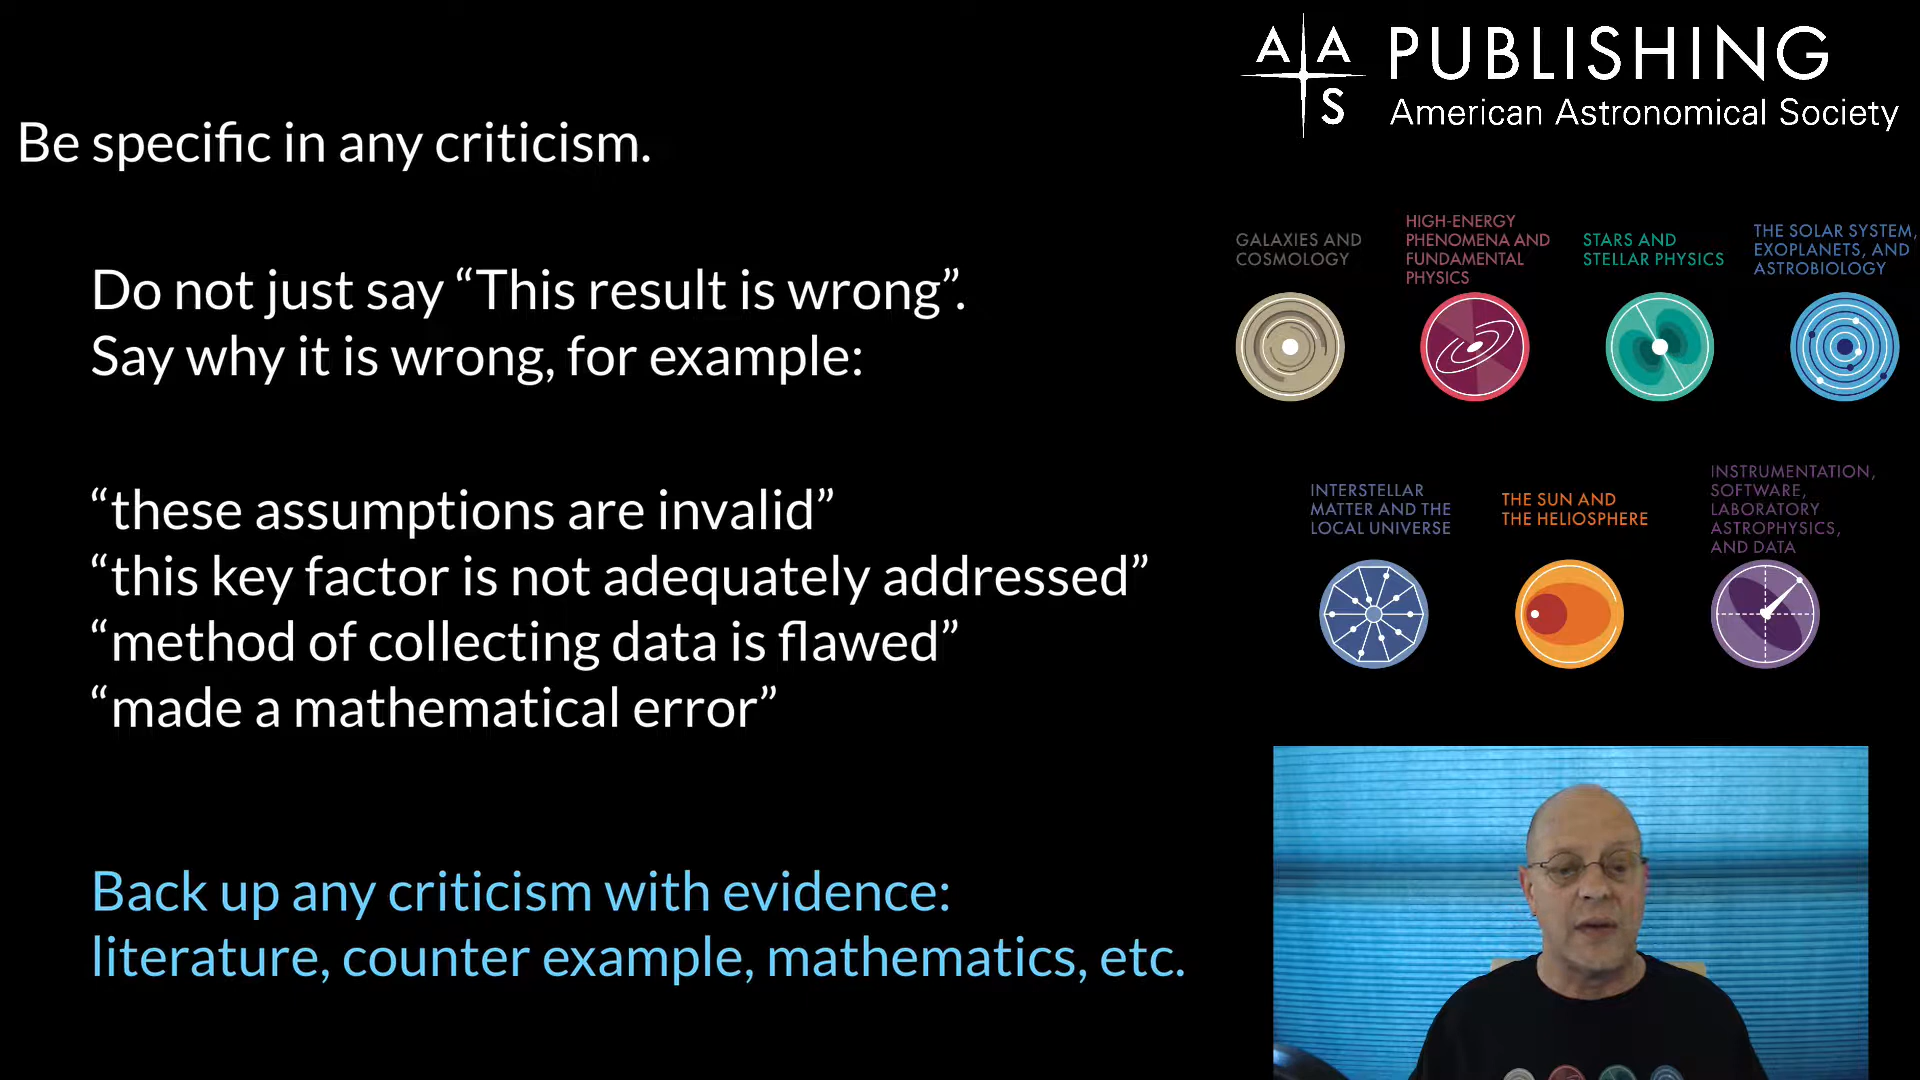 Be specific in any criticism.
Do not just say “This result is wrong”.
Say why it is wrong, for example:
“these assumptions are invalid”
“this key factor is not adequately addressed”
“method of collecting data is flawed”
“made a mathematical error”
Back up any criticism with evidence:
literature, counter example, mathematics, etc.
A A S
PUBLISHING
American Astronomical Society
GALAXIES AND
COSMOLOGY
HIGH-ENERGY
PHENOMENA AND
FUNDAMENTAL
PHYSICS
STARS AND
STELLAR PHYSICS
THE SOLAR SYSTEM,
EXOPLANETS, AND
ASTROBIOLOGY
INTERSTELLAR
MATTER AND THE
LOCAL UNIVERSE
THE SUN AND
THE HELIOSPHERE
INSTRUMENTATION,
SOFTWARE,
LABORATORY
ASTROPHYSICS,
AND DATA